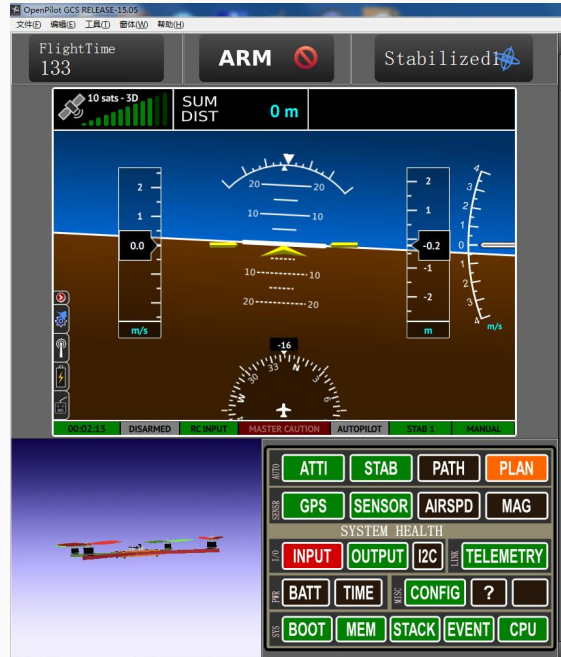 OpenPilot GCS RELEASE-15.05
文件(F) 编辑(E) 工具(T) 窗体(W) 帮助(H)
FlightTime
133
ARM
Stabilized1
10 sats - 3D
SUM
DIST
0 m
20 20
10 10
10 10
20 20
2
1
0.0
m/s
2
1
-0.2
-1
-2
m
4
3
2
1
0
1
2
3
4
m/s
-16
W 30 33 N 3 6
00:02:13 DISARMED RC INPUT MASTER CAUTION AUTOPILOT STAB 1 MANUAL
AUTO ATTI STAB PATH PLAN
SENSR GPS SENSOR AIRSPD MAG
SYSTEM HEALTH
I/O INPUT OUTPUT I2C LINK TELEMETRY
PWR BATT TIME MISC CONFIG ?
SYS BOOT MEM STACK EVENT CPU